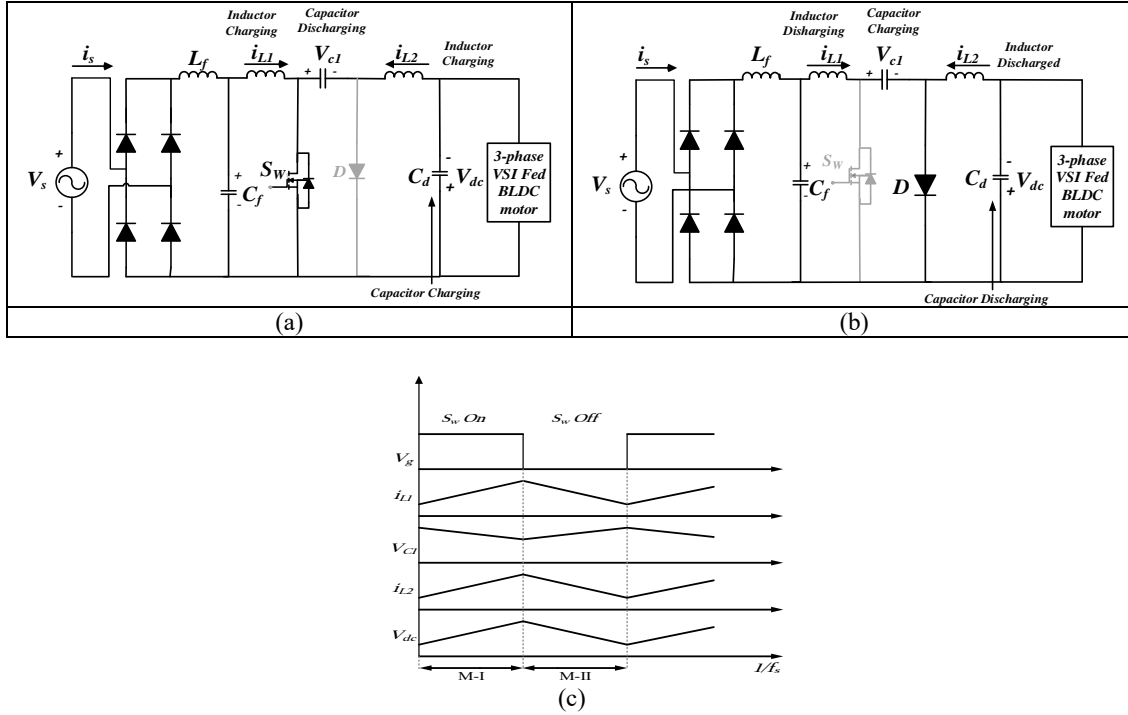 Inductor Charging
Capacitor Discharging
Inductor Charging
i_s
L_f
i_L1
V_c1
i_L2
+ -
+
V_s
-
+
C_f
-
S_W
D
-
C_d
+
V_dc
3-phase
VSI Fed
BLDC
motor
Capacitor Charging
(a)
Inductor Disharging
Capacitor Charging
Inductor Discharged
i_s
L_f
i_L1
V_c1
i_L2
+ -
+
V_s
-
+
C_f
-
S_W
D
-
C_d
+
V_dc
3-phase
VSI Fed
BLDC
motor
Capacitor Discharging
(b)
S_w On
S_w Off
V_g
i_L1
V_C1
i_L2
V_dc
1/f_s
M-I
M-II
(c)